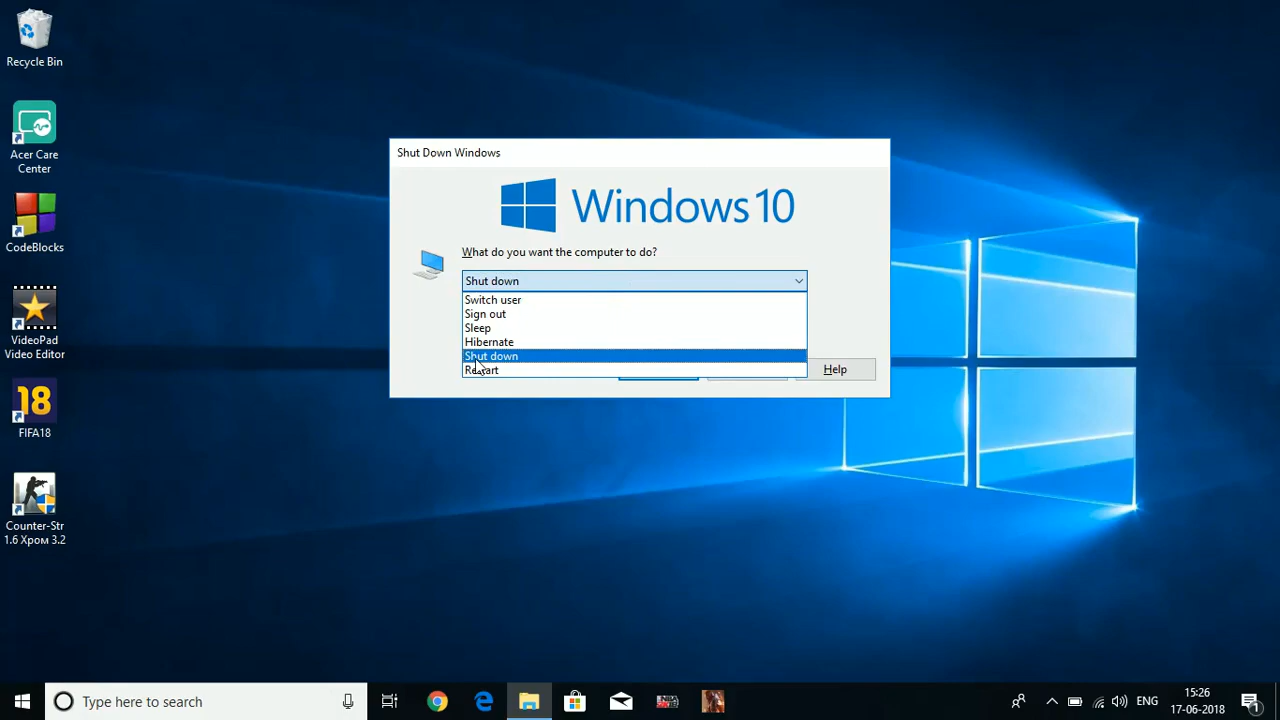 Recycle Bin
Acer Care
Center
CodeBlocks
VideoPad
Video Editor
18
FIFA18
Counter-Str
1.6 Хром 3.2
Shut Down Windows
Windows 10
What do you want the computer to do?
Shut down
Switch user
Sign out
Sleep
Hibernate
Shut down
Restart
Help
Type here to search
ENG
15:26
17-06-2018
1